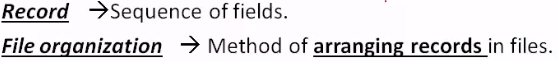 Record →Sequence of fields.
File organization → Method of arranging records in files.